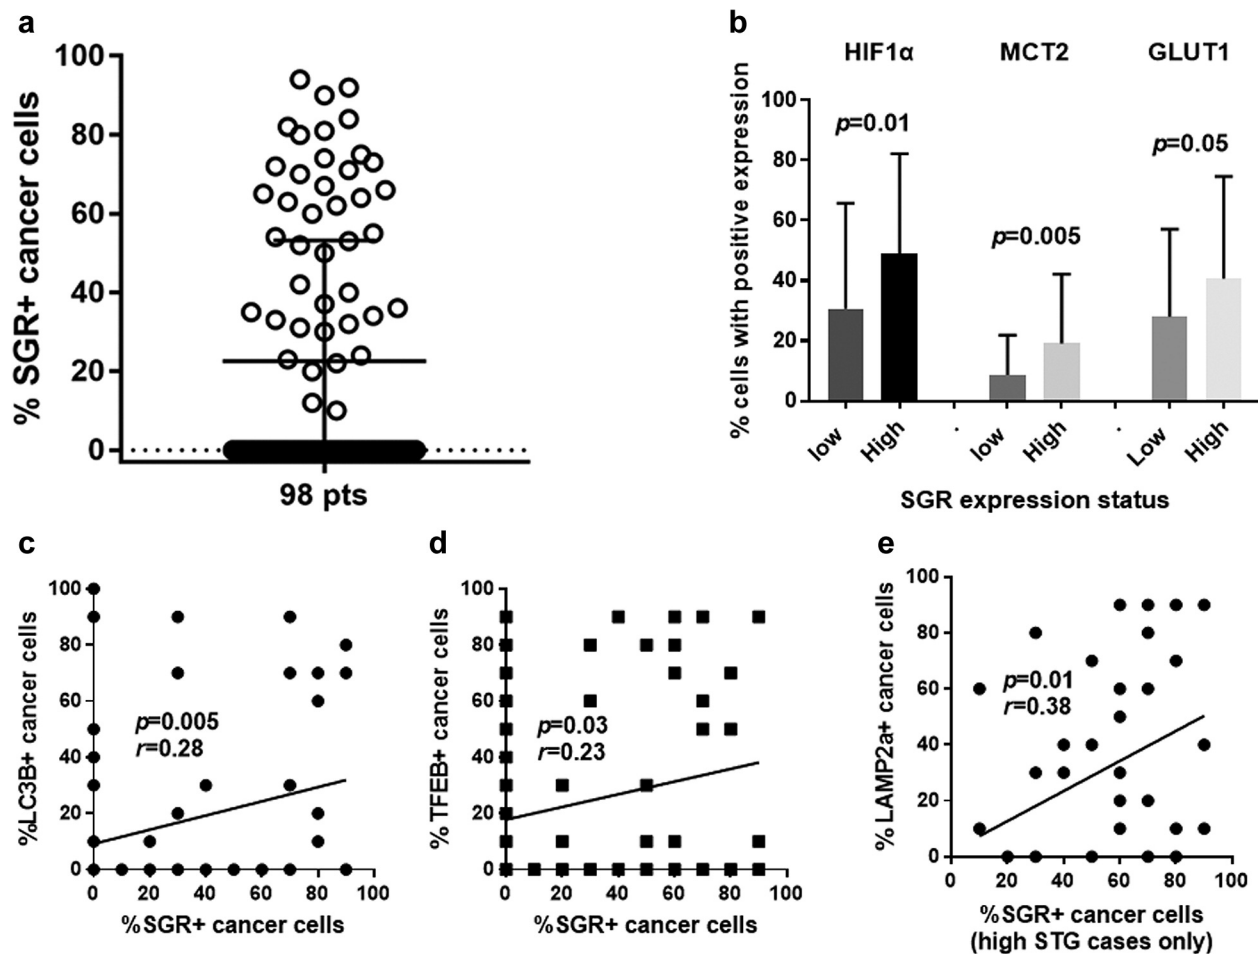 a
% SGR+ cancer cells
100
80
60
40
20
0
98 pts
b
HIF1α MCT2 GLUT1
% cells with positive expression
100
80
60
40
20
0
p=0.01
p=0.005
p=0.05
low High low High Low High
SGR expression status
c
%LC3B+ cancer cells
100
80
60
40
20
0
p=0.005
r=0.28
0 20 40 60 80 100
%SGR+ cancer cells
d
%TFEB+ cancer cells
100
80
60
40
20
0
p=0.03
r=0.23
0 20 40 60 80 100
%SGR+ cancer cells
e
%LAMP2a+ cancer cells
100
80
60
40
20
0
p=0.01
r=0.38
0 20 40 60 80 100
%SGR+ cancer cells
(high STG cases only)